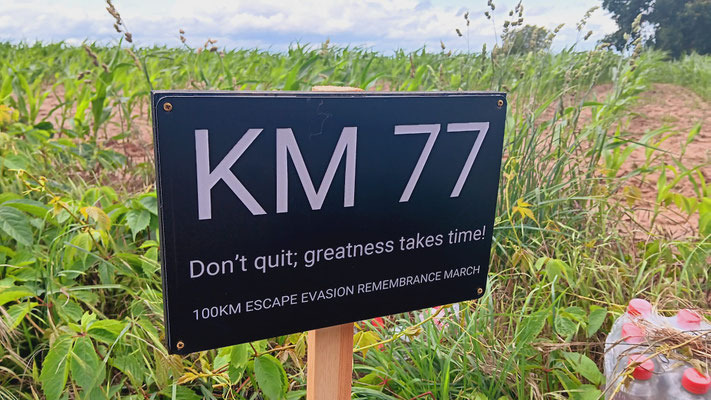 KM 77
Don't quit; greatness takes time!
100KM ESCAPE EVASION REMEMBRANCE MARCH